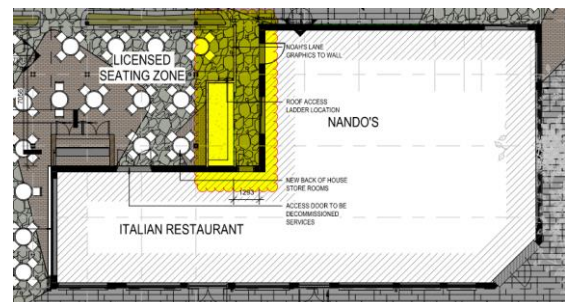 LICENSED
SEATING ZONE
NOAH'S LANE
GRAPHICS TO WALL
ROOF ACCESS
LADDER LOCATION
NANDO'S
NEW BACK OF HOUSE
STORE ROOMS
1293
ACCESS DOOR TO BE
DECOMMISSIONED
SERVICES
ITALIAN RESTAURANT